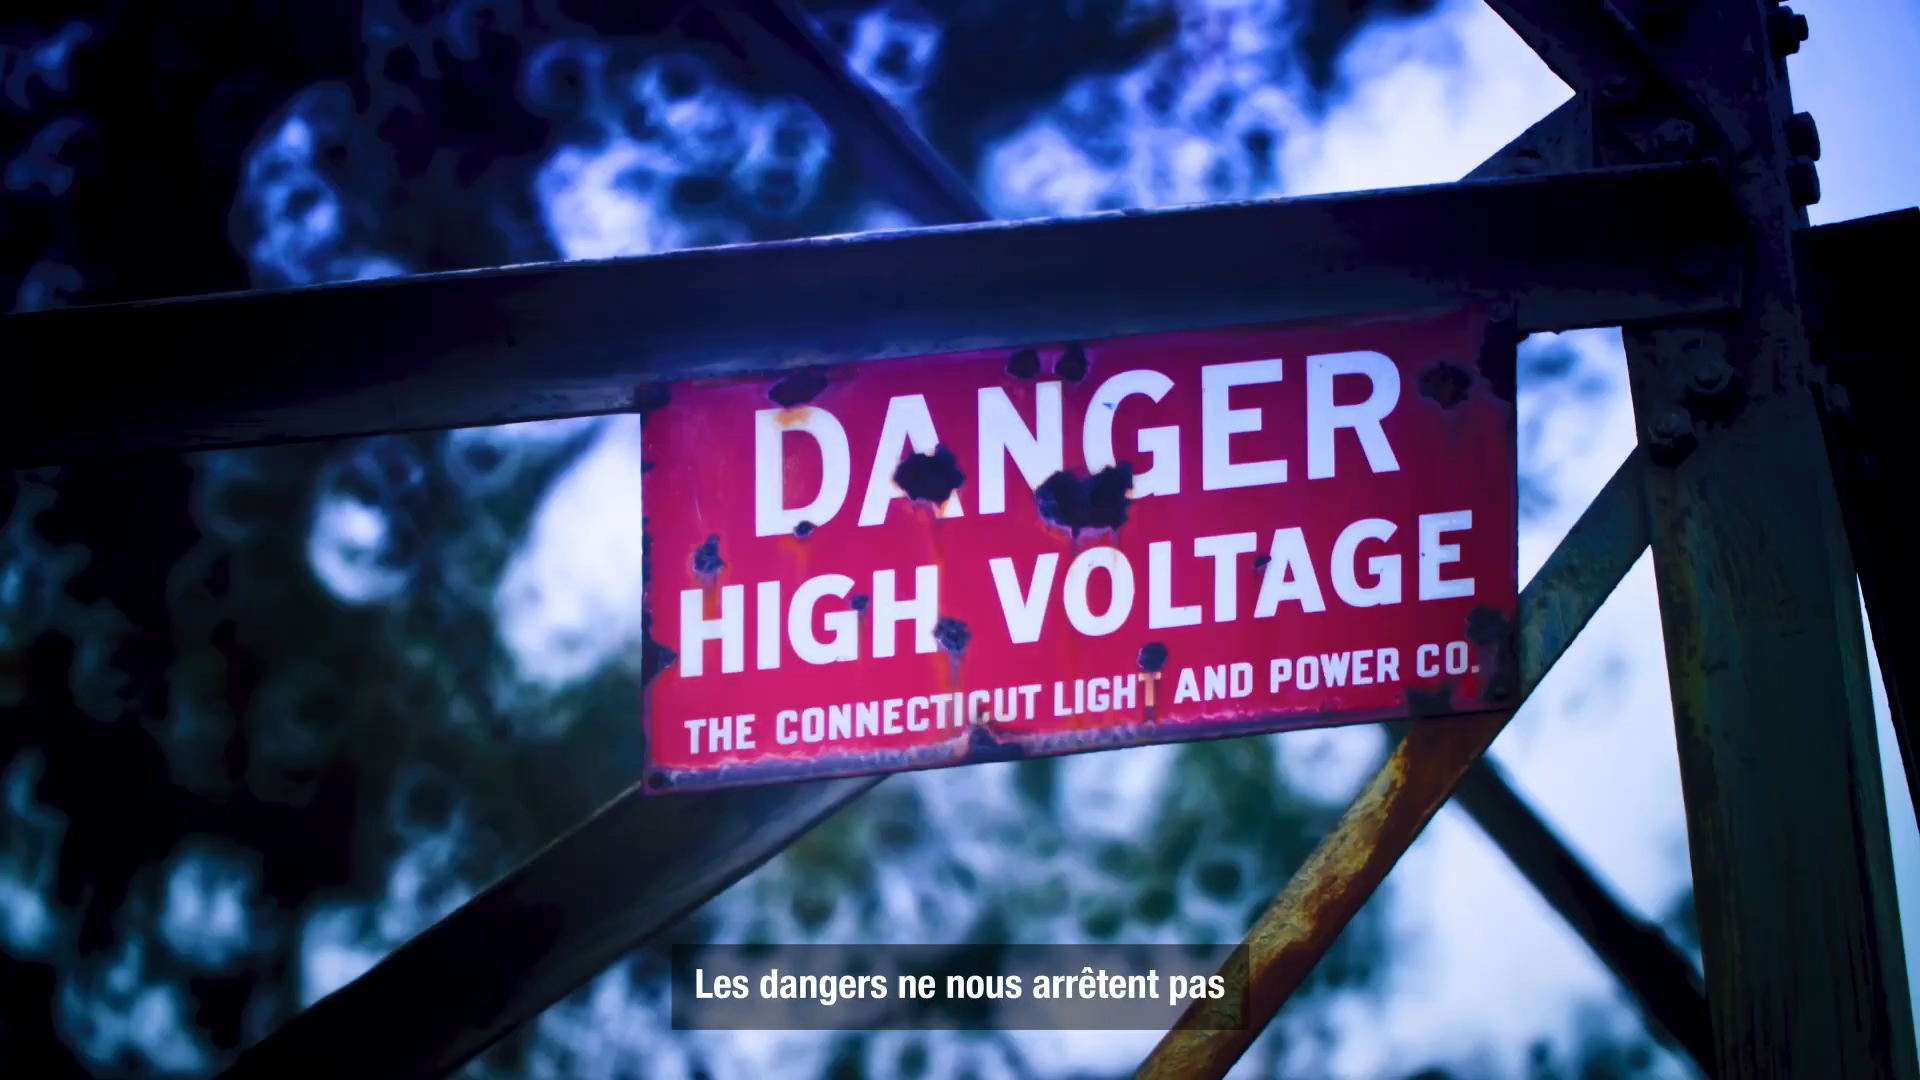 DANGER
HIGH VOLTAGE
THE CONNECTICUT LIGHT AND POWER CO.
Les dangers ne nous arrêtent pas